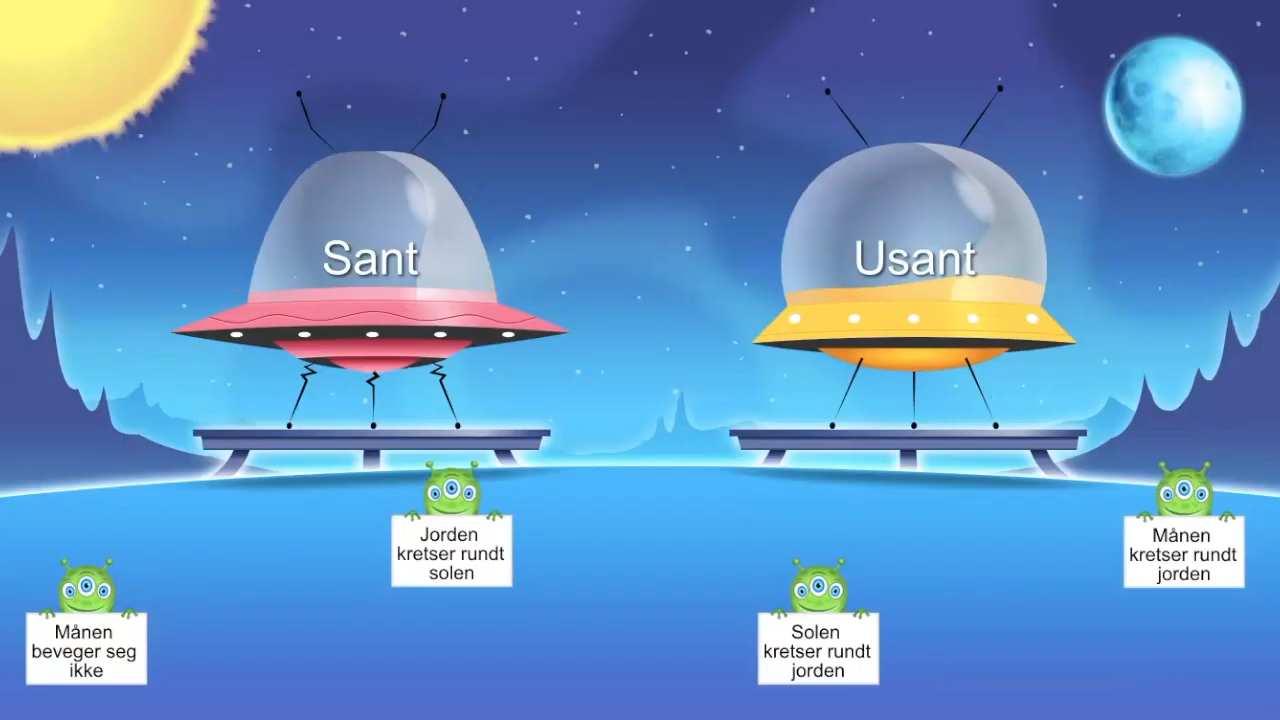 Sant
Usant
Jorden
kretser rundt
solen
Månen
kretser rundt
jorden
Månen
beveger seg
ikke
Solen
kretser rundt
jorden